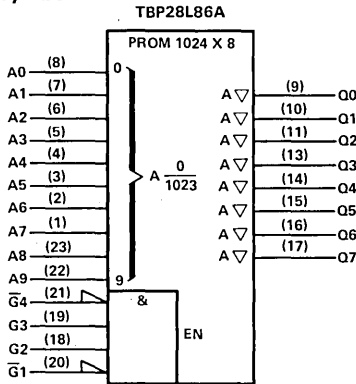 TBP28L86A
PROM 1024 X 8
A0 (8) 0
A1 (7) A▽ (9) Q0
A2 (6) A▽ (10) Q1
A3 (5) A▽ (11) Q2
A4 (4) A 0/1023 A▽ (13) Q3
A5 (3) A▽ (14) Q4
A6 (2) A▽ (15) Q5
A7 (1) A▽ (16) Q6
A8 (23) A▽ (17) Q7
A9 (22) 9
G̅4 (21) &
G3 (19) EN
G2 (18)
G̅1 (20)